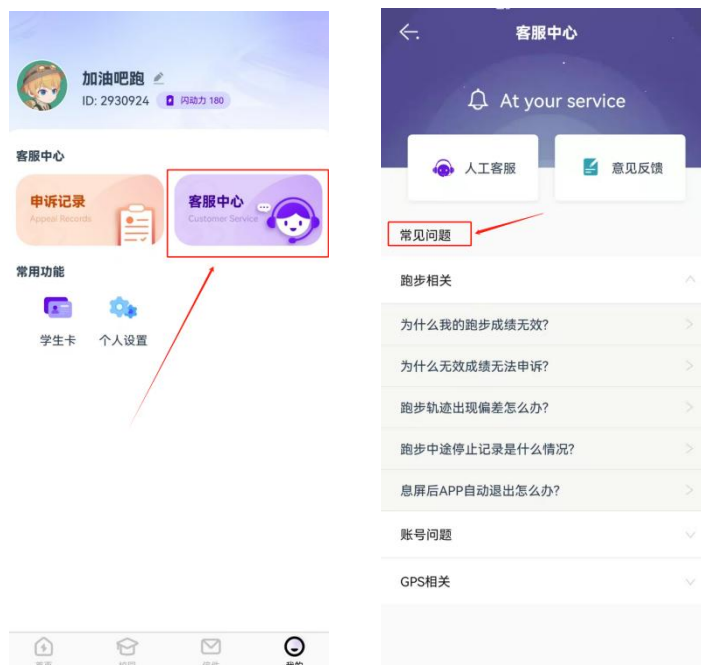 加油吧跑
ID: 2930924 闪动力 180
客服中心
申诉记录
Appeal Records
客服中心
Customer Service
常用功能
学生卡 个人设置
我的
客服中心
At your service
人工客服 意见反馈
常见问题
跑步相关
为什么我的跑步成绩无效?
为什么无效成绩无法申诉?
跑步轨迹出现偏差怎么办?
跑步中途停止记录是什么情况?
息屏后APP自动退出怎么办?
账号问题
GPS相关